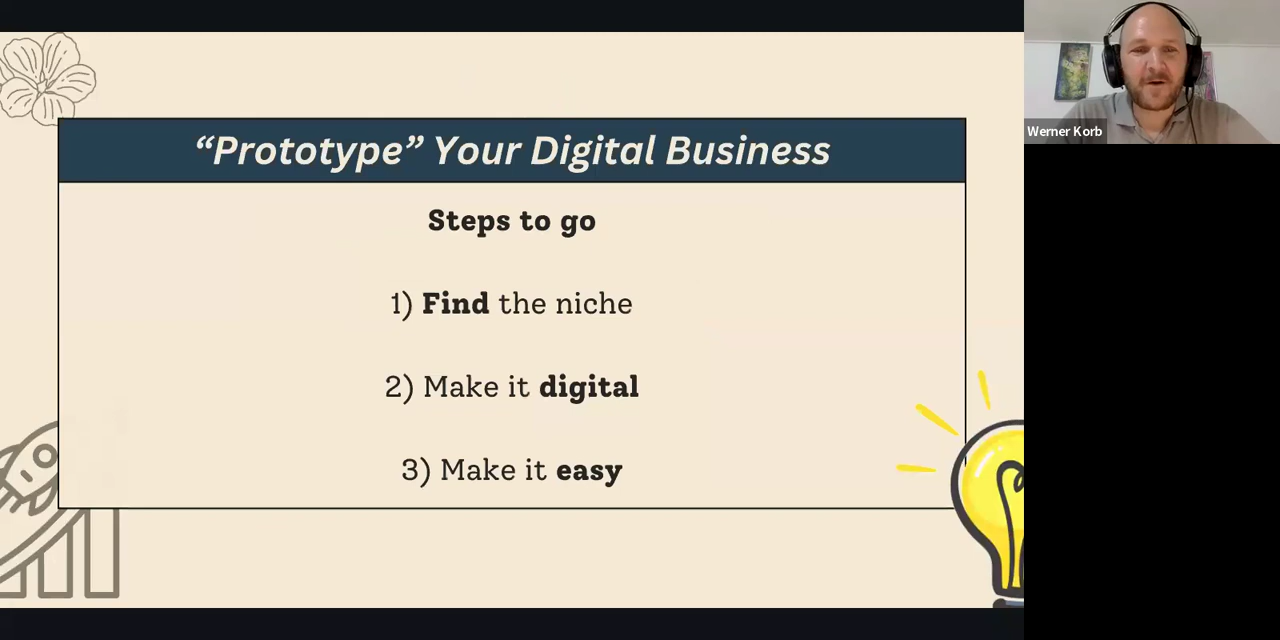 “Prototype” Your Digital Business
Steps to go
1) Find the niche
2) Make it digital
3) Make it easy
Werner Korb